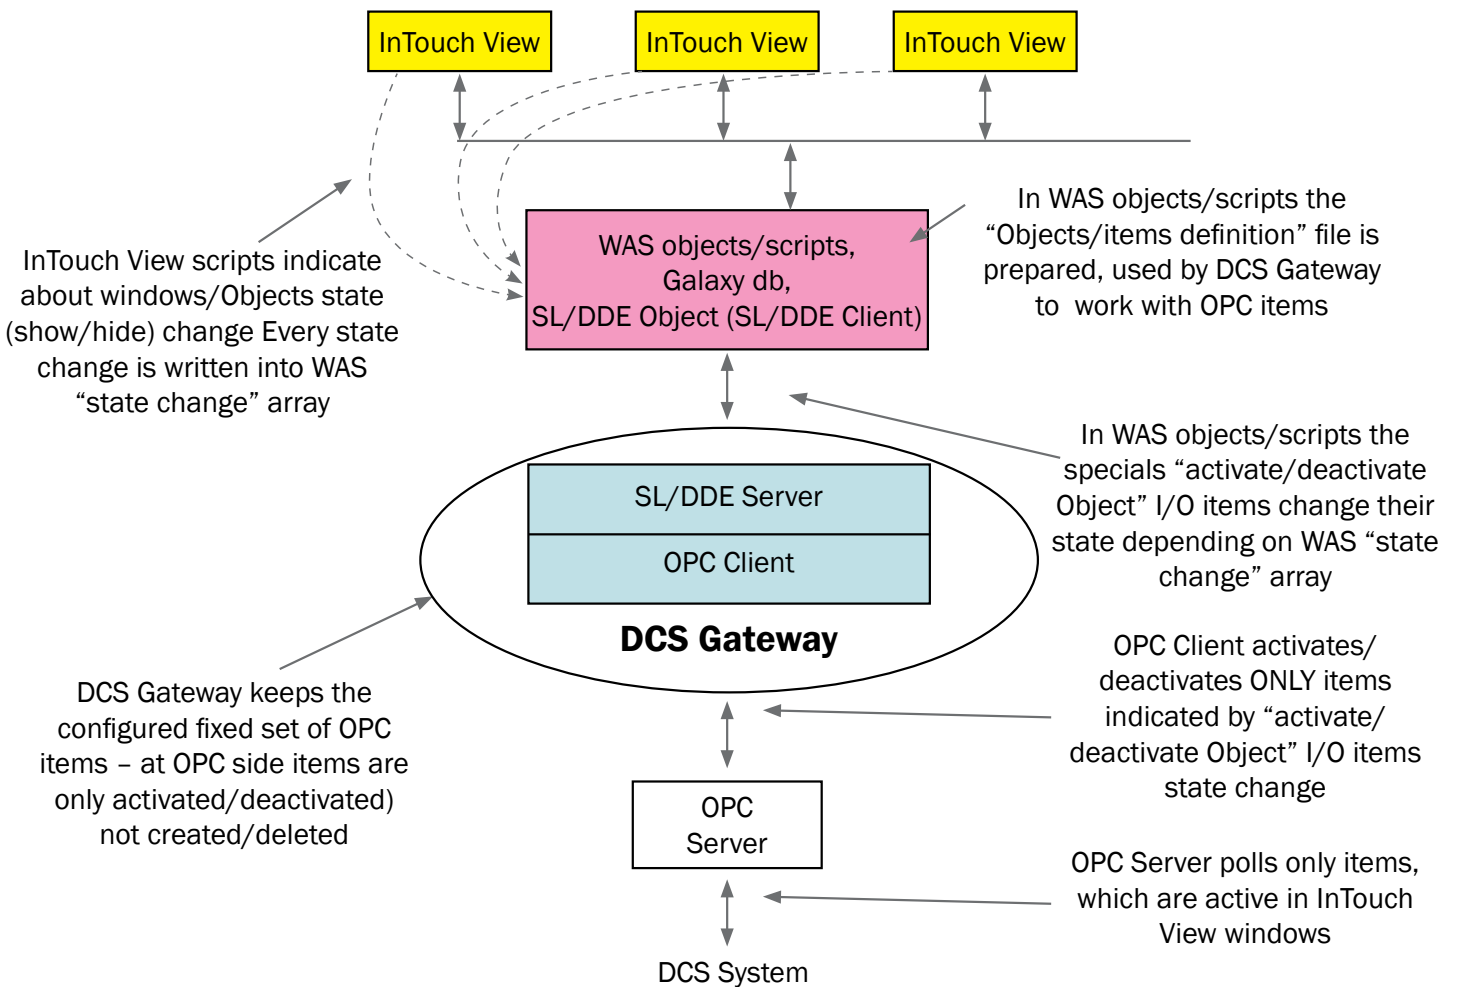 InTouch View
InTouch View
InTouch View
In WAS objects/scripts the
“Objects/items definition” file is
prepared, used by DCS Gateway
to work with OPC items
WAS objects/scripts,
Galaxy db,
SL/DDE Object (SL/DDE Client)
InTouch View scripts indicate
about windows/Objects state
(show/hide) change Every state
change is written into WAS
“state change” array
In WAS objects/scripts the
specials “activate/deactivate
Object” I/O items change their
state depending on WAS “state
change” array
SL/DDE Server
OPC Client
DCS Gateway
OPC Client activates/
deactivates ONLY items
indicated by “activate/
deactivate Object” I/O items
state change
DCS Gateway keeps the
configured fixed set of OPC
items – at OPC side items are
only activated/deactivated)
not created/deleted
OPC
Server
OPC Server polls only items,
which are active in InTouch
View windows
DCS System